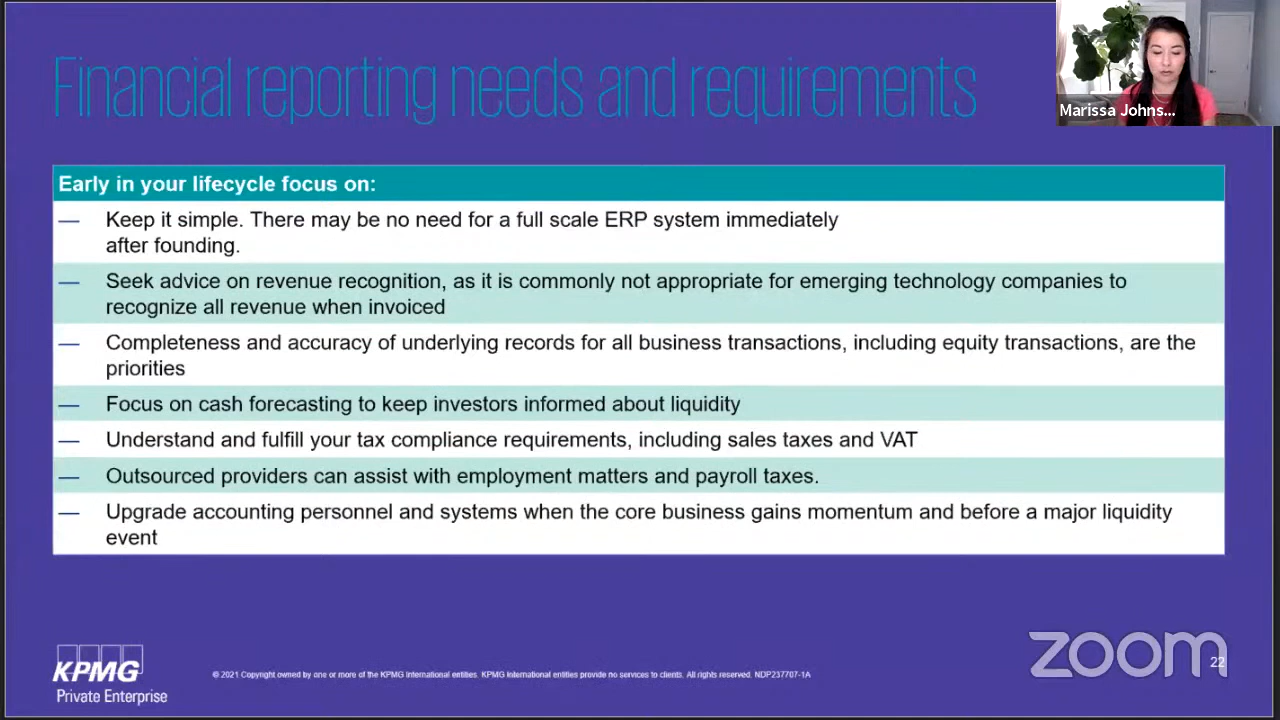 Financial reporting needs and requirements
Marissa Johns...
Early in your lifecycle focus on:
— Keep it simple. There may be no need for a full scale ERP system immediately
after founding.
— Seek advice on revenue recognition, as it is commonly not appropriate for emerging technology companies to
recognize all revenue when invoiced
— Completeness and accuracy of underlying records for all business transactions, including equity transactions, are the
priorities
— Focus on cash forecasting to keep investors informed about liquidity
— Understand and fulfill your tax compliance requirements, including sales taxes and VAT
— Outsourced providers can assist with employment matters and payroll taxes.
— Upgrade accounting personnel and systems when the core business gains momentum and before a major liquidity
event
KPMG
Private Enterprise
© 2021 Copyright owned by one or more of the KPMG International entities. KPMG International entities provide no services to clients. All rights reserved. NDP237707-1A
zoom
22